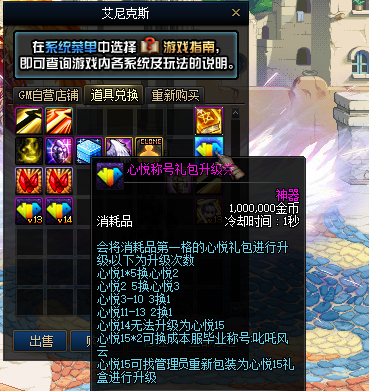 艾尼克斯
在系统菜单中选择 游戏指南,
即可查询游戏内各系统及玩法的说明。
GM自营店铺 道具兑换 重新购买
CLONE
心悦称号礼包升级
神器
1,000,000金币
消耗品 冷却时间：1秒
v13 v14
会将消耗品第一格的心悦礼包进行升
级,以下为升级次数
心悦1*5换心悦2
心悦2 5换心悦3
心悦3-10 3换1
心悦11-13 2换1
心悦14无法升级为心悦15
心悦15*2可换成本服毕业称号:叱吒风
云
心悦15可找管理员重新包装为心悦15礼
盒进行升级
出售